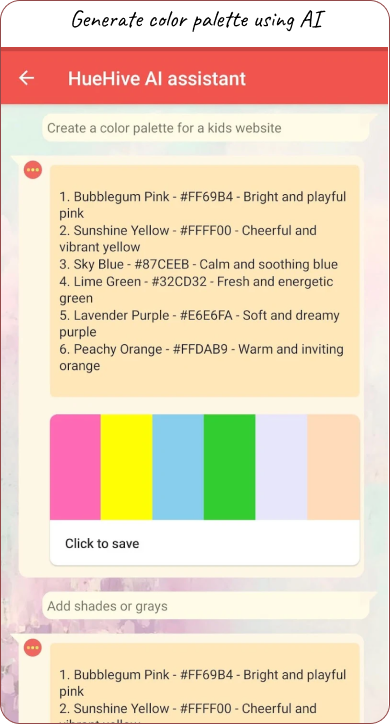 Generate color palette using AI
HueHive AI assistant
Create a color palette for a kids website
1. Bubblegum Pink - #FF69B4 - Bright and playful
pink
2. Sunshine Yellow - #FFFF00 - Cheerful and
vibrant yellow
3. Sky Blue - #87CEEB - Calm and soothing blue
4. Lime Green - #32CD32 - Fresh and energetic
green
5. Lavender Purple - #E6E6FA - Soft and dreamy
purple
6. Peachy Orange - #FFDAB9 - Warm and inviting
orange
Click to save
Add shades or grays
1. Bubblegum Pink - #FF69B4 - Bright and playful
pink
2. Sunshine Yellow - #FFFF00 - Cheerful and
vibrant yellow